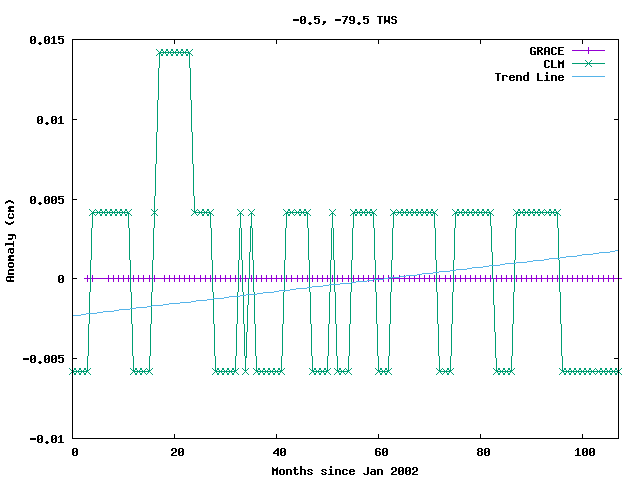 -0.5, -79.5 TWS
GRACE
CLM
Trend Line
0.015
0.01
0.005
0
-0.005
-0.01
Anomaly (cm)
0 20 40 60 80 100
Months since Jan 2002